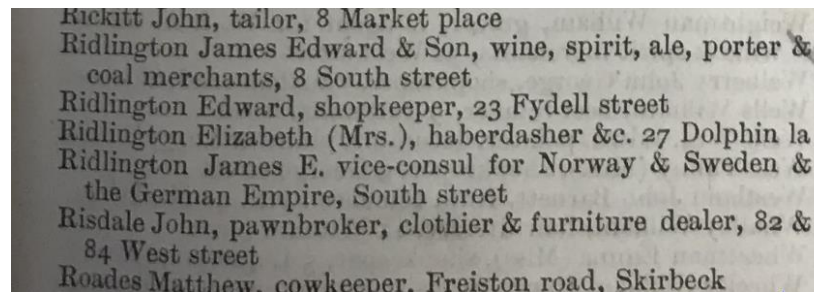 Rickitt John, tailor, 8 Market place
Ridlington James Edward & Son, wine, spirit, ale, porter &
coal merchants, 8 South street
Ridlington Edward, shopkeeper, 23 Fydell street
Ridlington Elizabeth (Mrs.), haberdasher &c. 27 Dolphin la
Ridlington James E. vice-consul for Norway & Sweden &
the German Empire, South street
Risdale John, pawnbroker, clothier & furniture dealer, 82 &
84 West street
Roades Matthew, cowkeeper, Freiston road, Skirbeck